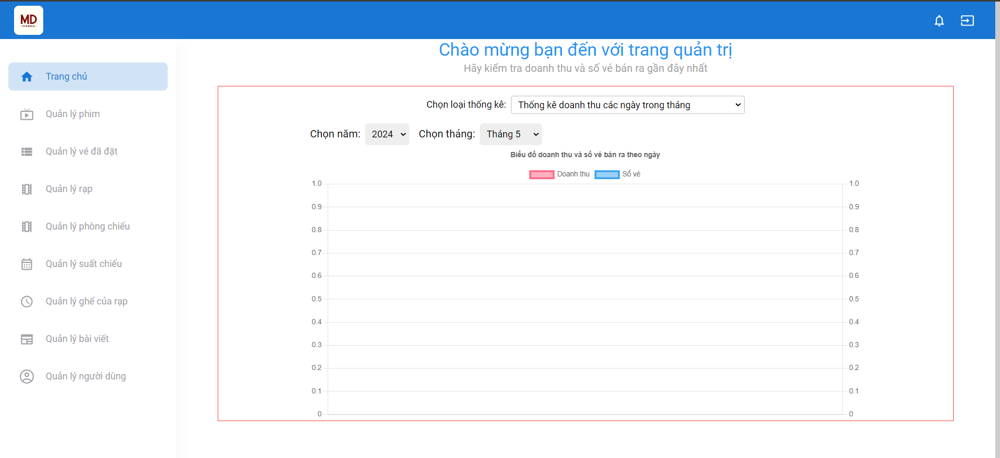 MD
CINEMA
Chào mừng bạn đến với trang quản trị
Hãy kiểm tra doanh thu và số vé bán ra gần đây nhất
Trang chủ
Quản lý phim
Quản lý vé đã đặt
Quản lý rạp
Quản lý phòng chiếu
Quản lý suất chiếu
Quản lý ghế của rạp
Quản lý bài viết
Quản lý người dùng
Chọn loại thống kê: Thống kê doanh thu các ngày trong tháng
Chọn năm: 2024 Chọn tháng: Tháng 5
Biểu đồ doanh thu và số vé bán ra theo ngày
Doanh thu Số vé
1.0 1.0
0.9 0.9
0.8 0.8
0.7 0.7
0.6 0.6
0.5 0.5
0.4 0.4
0.3 0.3
0.2 0.2
0.1 0.1
0 0